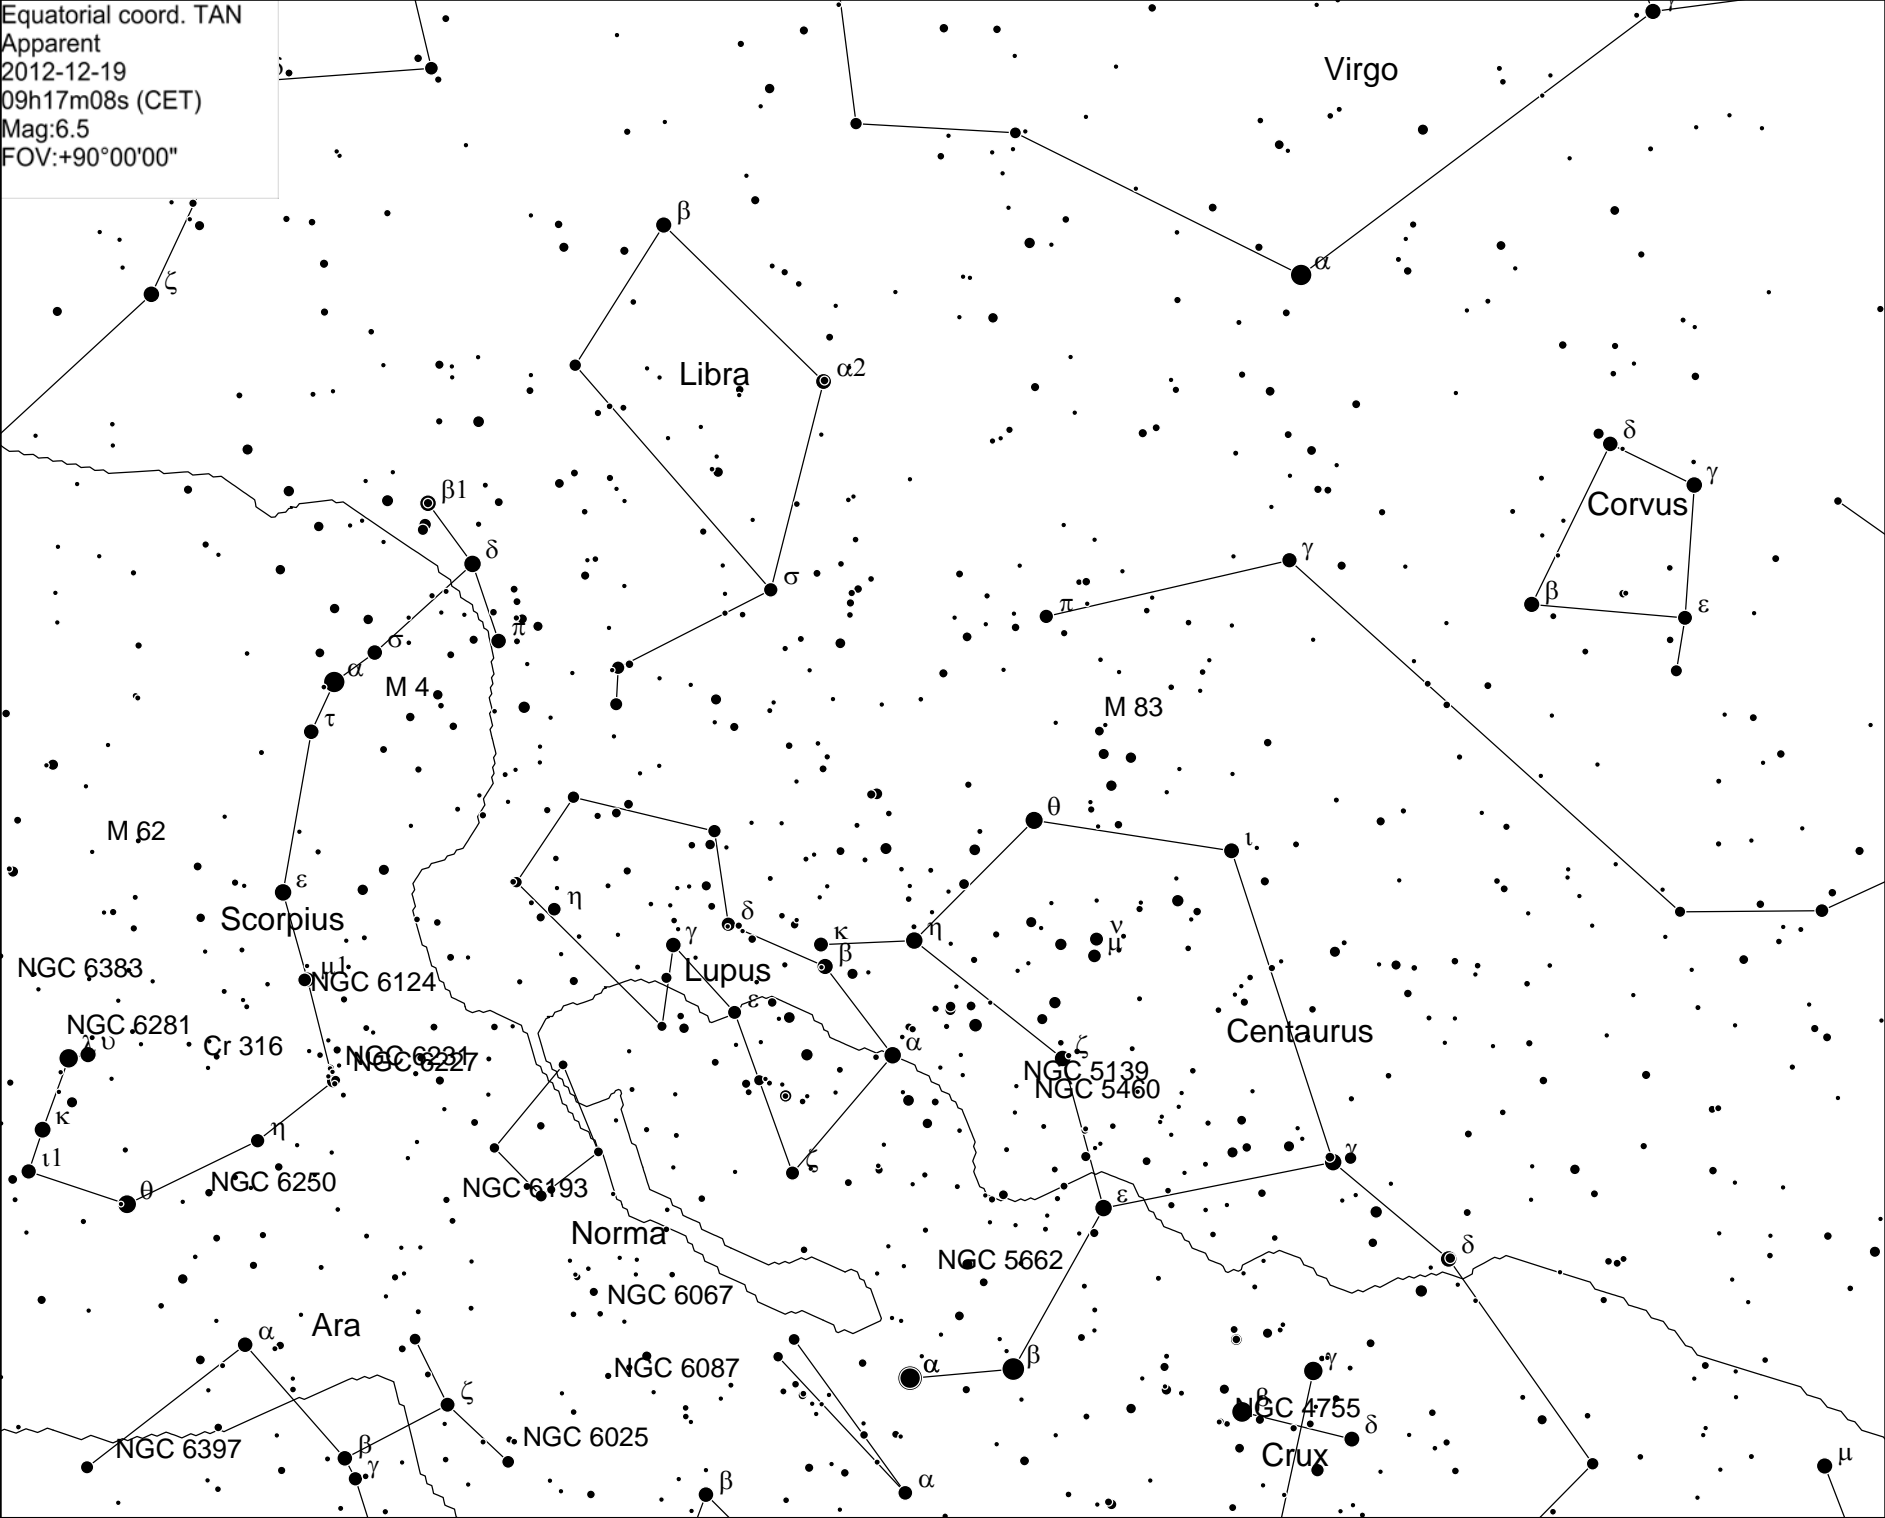 Equatorial coord. TAN
Apparent
2012-12-19
09h17m08s (CET)
Mag:6.5
FOV:+90°00'00"
δ
Virgo
α
β
ζ
Libra
α2
δ
γ
Corvus
β
ε
β1
δ
σ
π
σ
α
M 4
τ
π
γ
M 83
M 62
θ
ι
ε
Scorpius
η
δ
κ
η
ν
μ
γ
Lupus
β
μ1
NGC 6124
NGC 6383
ε
NGC 6281
λ υ
Cr 316
NGC 6231
NGC 6227
α
ζ
Centaurus
NGC 5139
NGC 5460
κ
η
ι1
θ
NGC 6250
NGC 6193
ζ
γ
ε
Norma
δ
NGC 5662
NGC 6067
Ara
α
NGC 6087
α
β
γ
β
NGC 4755
δ
Crux
ζ
NGC 6397
β
γ
NGC 6025
β
α
μ